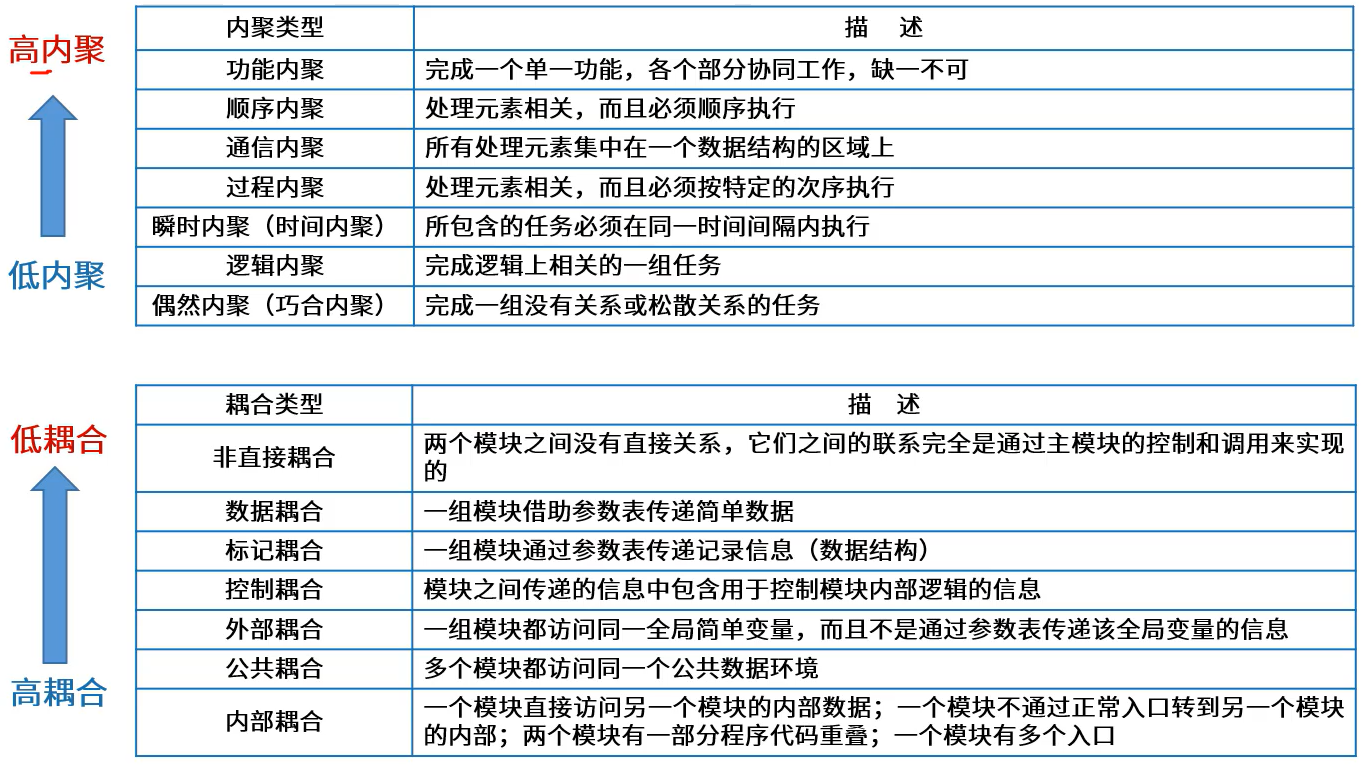 高内聚
低内聚
内聚类型 描 述
功能内聚 完成一个单一功能，各个部分协同工作，缺一不可
顺序内聚 处理元素相关，而且必须顺序执行
通信内聚 所有处理元素集中在一个数据结构的区域上
过程内聚 处理元素相关，而且必须按特定的次序执行
瞬时内聚（时间内聚） 所包含的任务必须在同一时间间隔内执行
逻辑内聚 完成逻辑上相关的一组任务
偶然内聚（巧合内聚） 完成一组没有关系或松散关系的任务
低耦合
高耦合
耦合类型 描 述
非直接耦合 两个模块之间没有直接关系，它们之间的联系完全是通过主模块的控制和调用来实现
的
数据耦合 一组模块借助参数表传递简单数据
标记耦合 一组模块通过参数表传递记录信息（数据结构）
控制耦合 模块之间传递的信息中包含用于控制模块内部逻辑的信息
外部耦合 一组模块都访问同一全局简单变量，而且不是通过参数表传递该全局变量的信息
公共耦合 多个模块都访问同一个公共数据环境
内部耦合 一个模块直接访问另一个模块的内部数据；一个模块不通过正常入口转到另一个模块
的内部；两个模块有一部分程序代码重叠；一个模块有多个入口